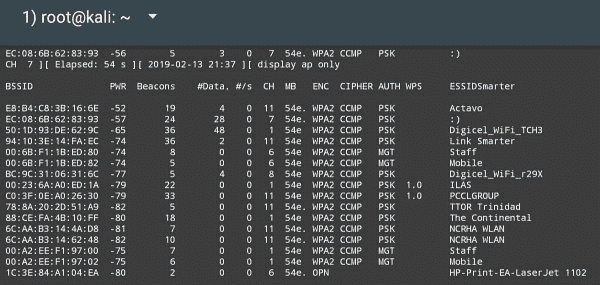 1) root@kali: ~
EC:08:6B:62:83:93 -56 5 3 0 7 54e. WPA2 CCMP PSK :)
CH 7 ][ Elapsed: 54 s ][ 2019-02-13 21:37 ][ display ap only
BSSID PWR Beacons #Data, #/s CH MB ENC CIPHER AUTH WPS ESSIDSmarter
E8:B4:C8:3B:16:6E -52 19 4 0 11 54e. WPA2 CCMP PSK Actavo
EC:08:6B:62:83:93 -57 24 28 0 7 54e. WPA2 CCMP PSK :)
50:1D:93:DE:62:9C -65 36 48 0 1 54e WPA2 CCMP PSK Digicel_WiFi_TCH3
94:10:3E:14:FA:EC -74 36 2 0 11 54e WPA2 CCMP PSK Link Smarter
00:6B:F1:1B:ED:80 -74 8 0 0 6 54e. WPA2 CCMP MGT Staff
00:6B:F1:1B:ED:82 -74 5 0 0 6 54e. WPA2 CCMP MGT Mobile
BC:9C:31:06:31:6C -77 5 4 0 8 54e WPA2 CCMP PSK Digicel_WiFi_r29X
00:23:6A:A0:ED:1A -79 22 0 0 1 54e WPA2 CCMP PSK 1.0 ILAS
C0:3F:0E:A0:26:30 -79 33 0 0 11 54e WPA2 CCMP PSK 1.0 PCCLGROUP
78:8A:20:2D:51:A9 -82 5 0 0 11 54e WPA2 CCMP PSK TTOR Trinidad
88:CE:FA:4B:10:FF -80 18 0 0 1 54e WPA2 CCMP PSK The Continental
6C:AA:B3:14:4A:D8 -81 7 0 0 11 54e. WPA2 CCMP PSK NCRHA WLAN
6C:AA:B3:14:62:48 -82 10 0 0 11 54e. WPA2 CCMP PSK NCRHA WLAN
00:A2:EE:F1:97:00 -75 7 0 0 1 54e. WPA2 CCMP MGT Staff
00:A2:EE:F1:97:02 -75 6 0 0 1 54e. WPA2 CCMP MGT Mobile
1C:3E:84:A1:04:EA -80 2 0 0 6 54e. OPN HP-Print-EA-LaserJet 1102